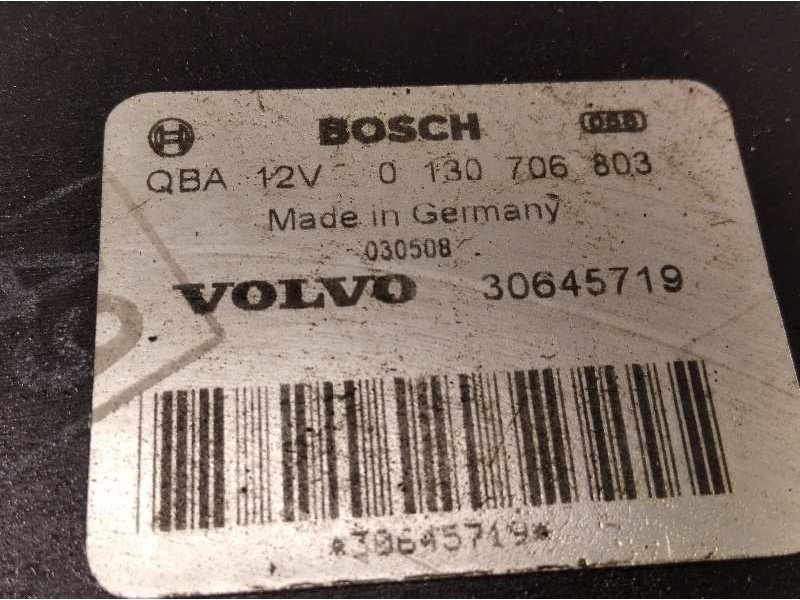 BOSCH
QBA 12V 0 130 706 803
Made in Germany
030508
VOLVO 30645719
*30645719*